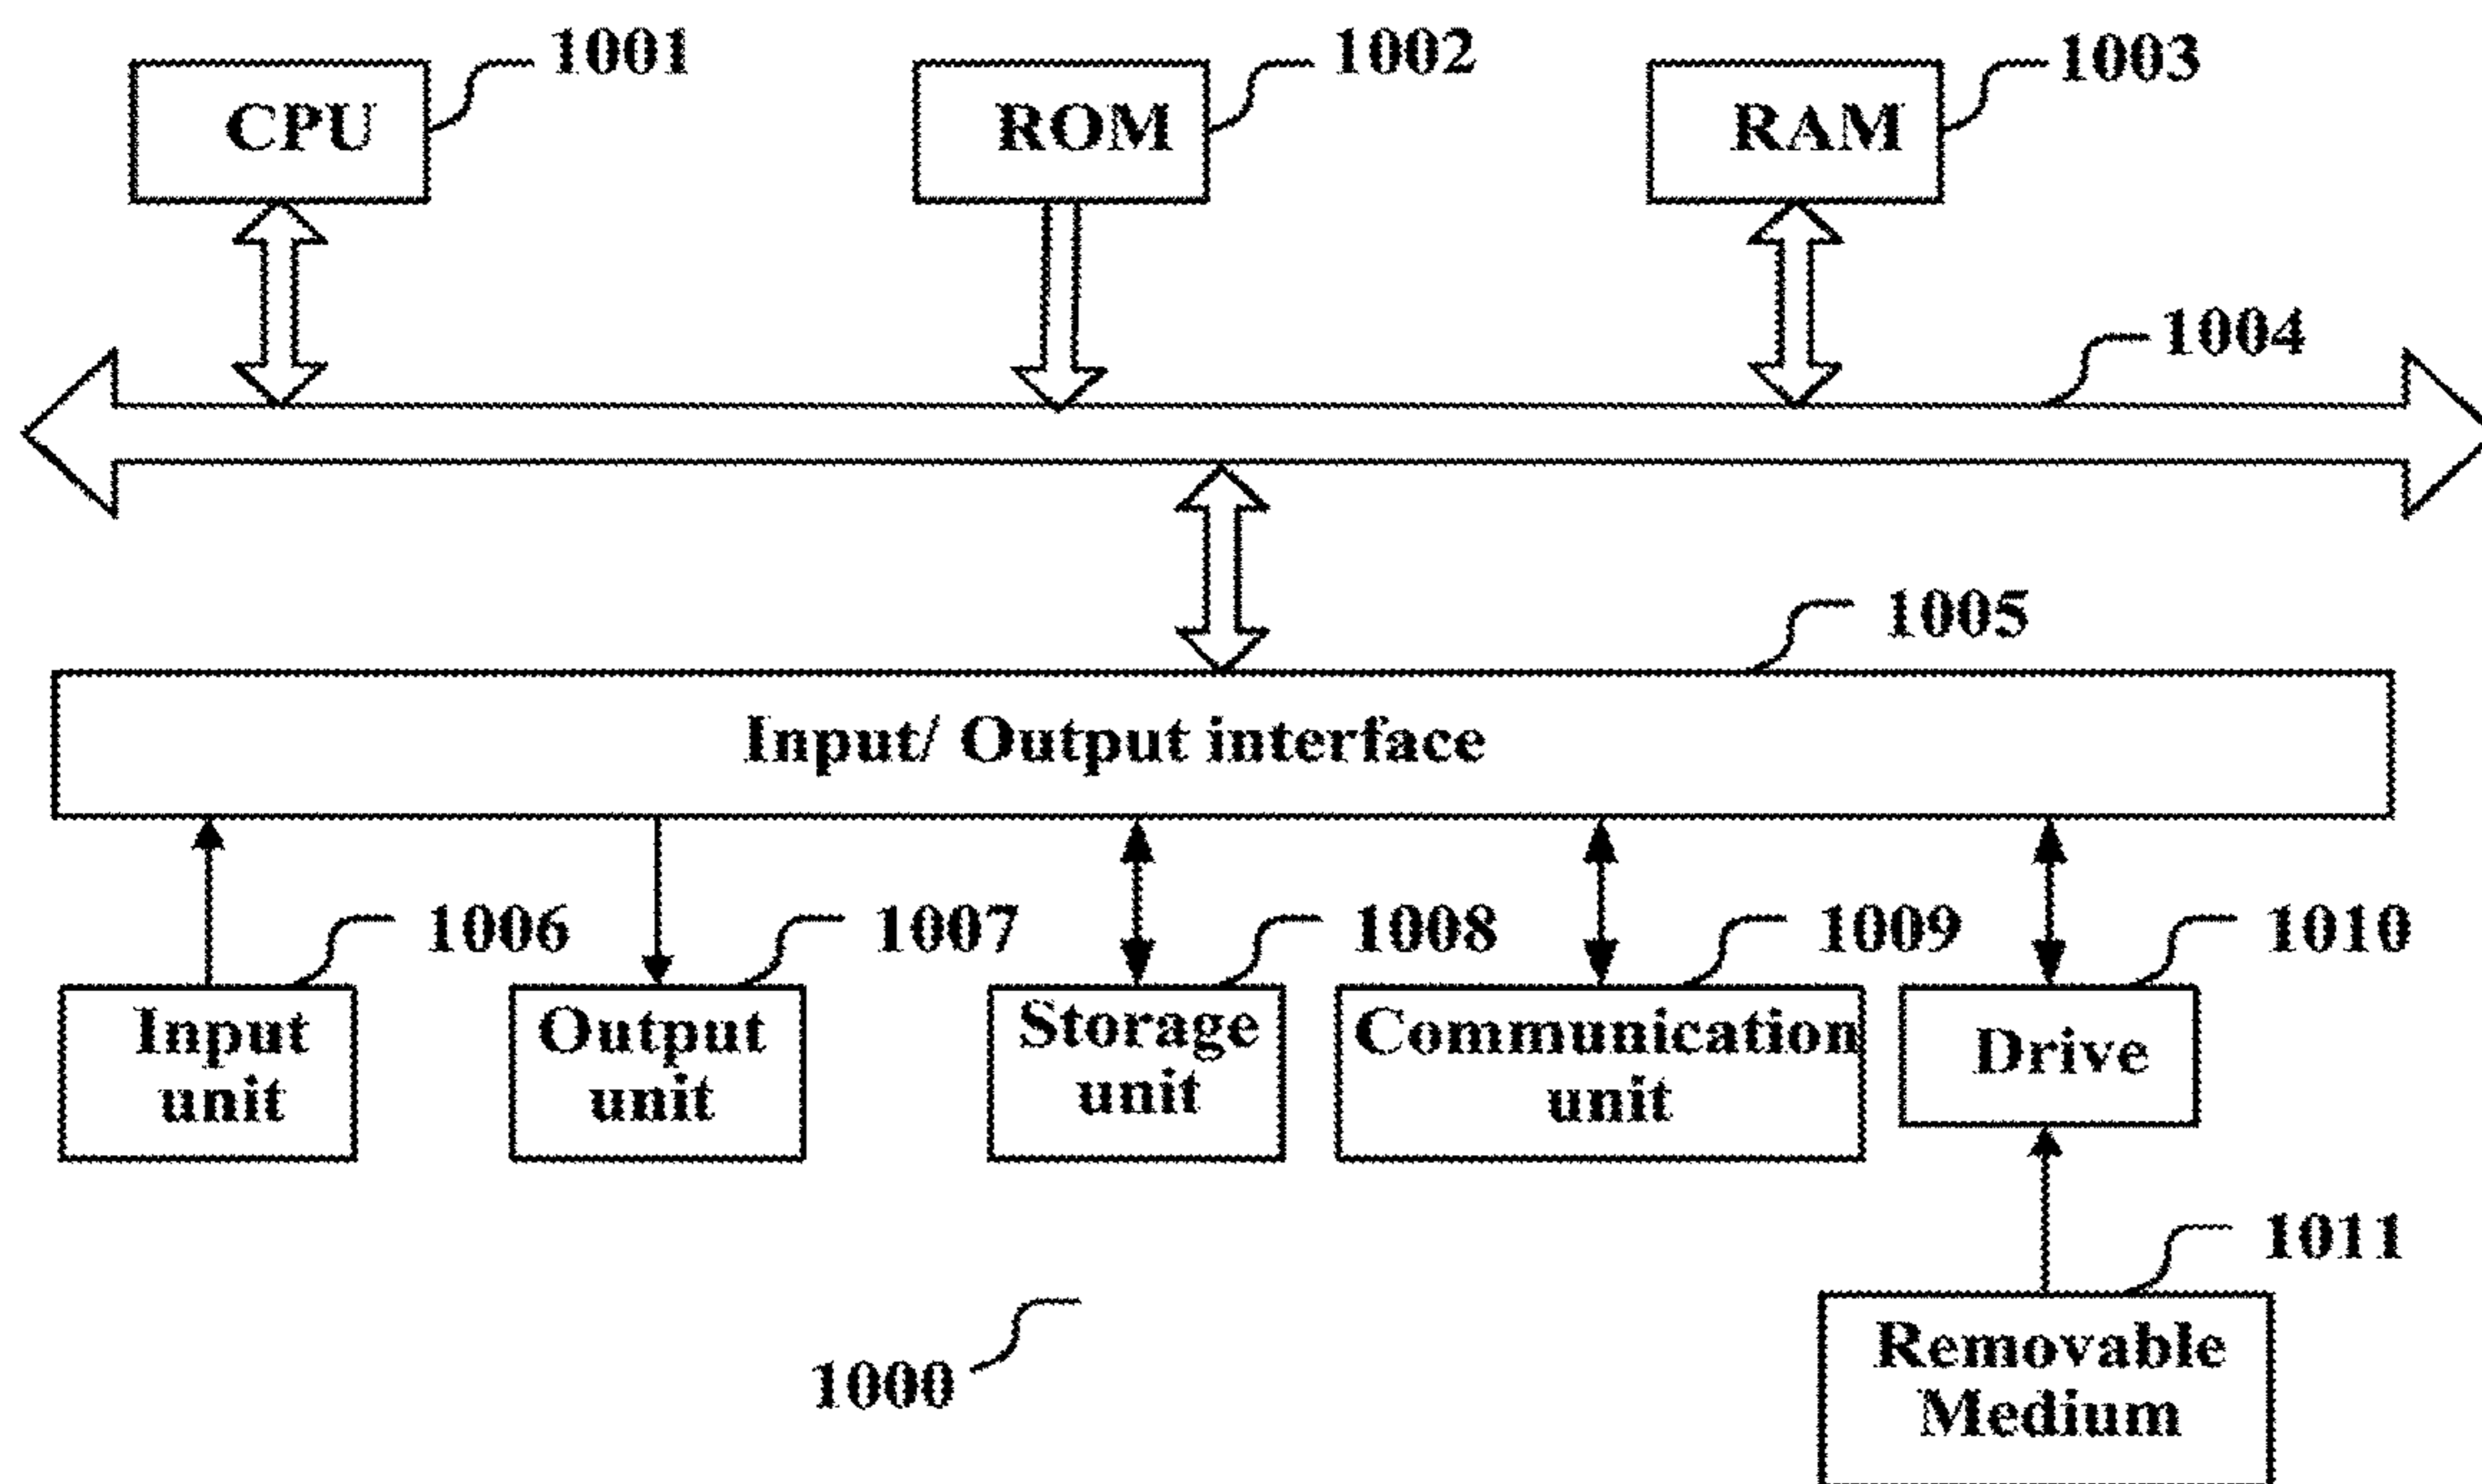 1001
1002
1003
CPU
ROM
RAM
1004
1005
Input/ Output interface
1006
1007
1008
1009
1010
Input
unit
Output
unit
Storage
unit
Communication
unit
Drive
1011
1000
Removable
Medium